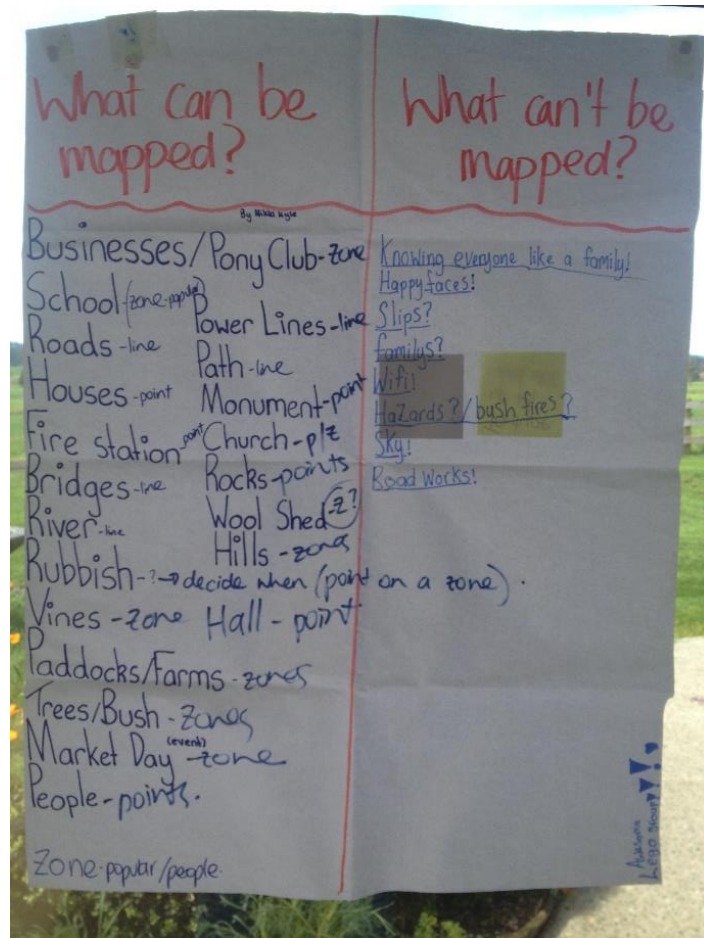 What can be
mapped?
What can't be
mapped?
By
Businesses/Pony Club-zone
School-(zone-popular)
Power Lines-line
Roads-line
Path-line
Houses-point
Monument-point
Fire station point
Church-p/z
Bridges-line
Rocks-points
River-line
Wool Shed-z?
Hills-zones
Rubbish-?→decide when (point on a zone).
Vines-zone Hall-point
Paddocks/Farms-zones
Trees/Bush-zones
Market Day (event)-zone
People-points.
Zone-popular/people.
Knowing everyone like a family!
Happy faces!
Slips?
familys?
Wifi!
HaZards?/bush fires?
Sky!
Road Works!
Lego group!!!